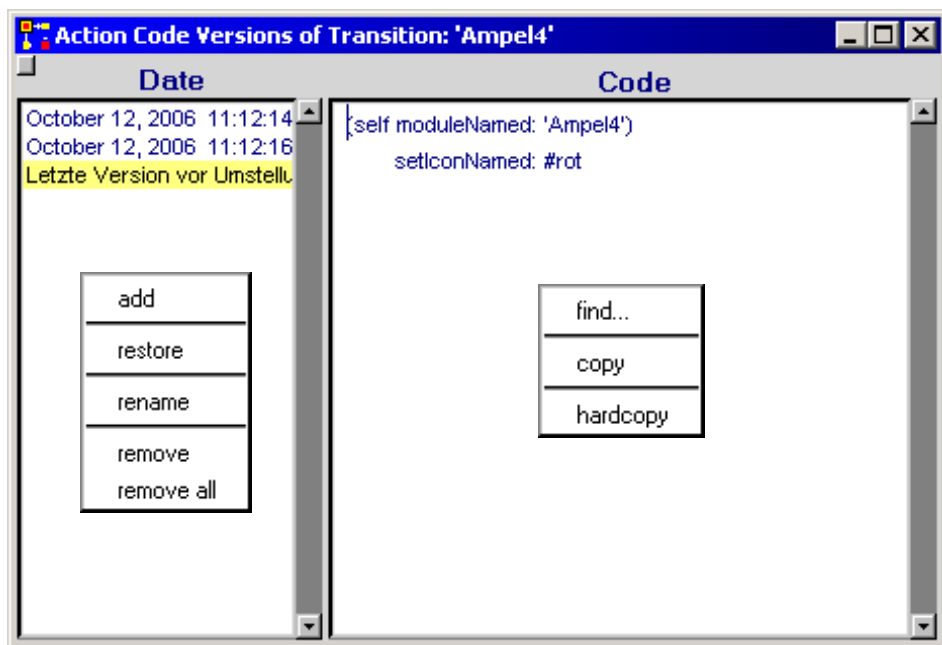 Action Code Versions of Transition: 'Ampel4'
Date
Code
October 12, 2006 11:12:14
October 12, 2006 11:12:16
Letzte Version vor Umstellu
(self moduleNamed: 'Ampel4')
setIconNamed: #rot
add
restore
rename
remove
remove all
find...
copy
hardcopy